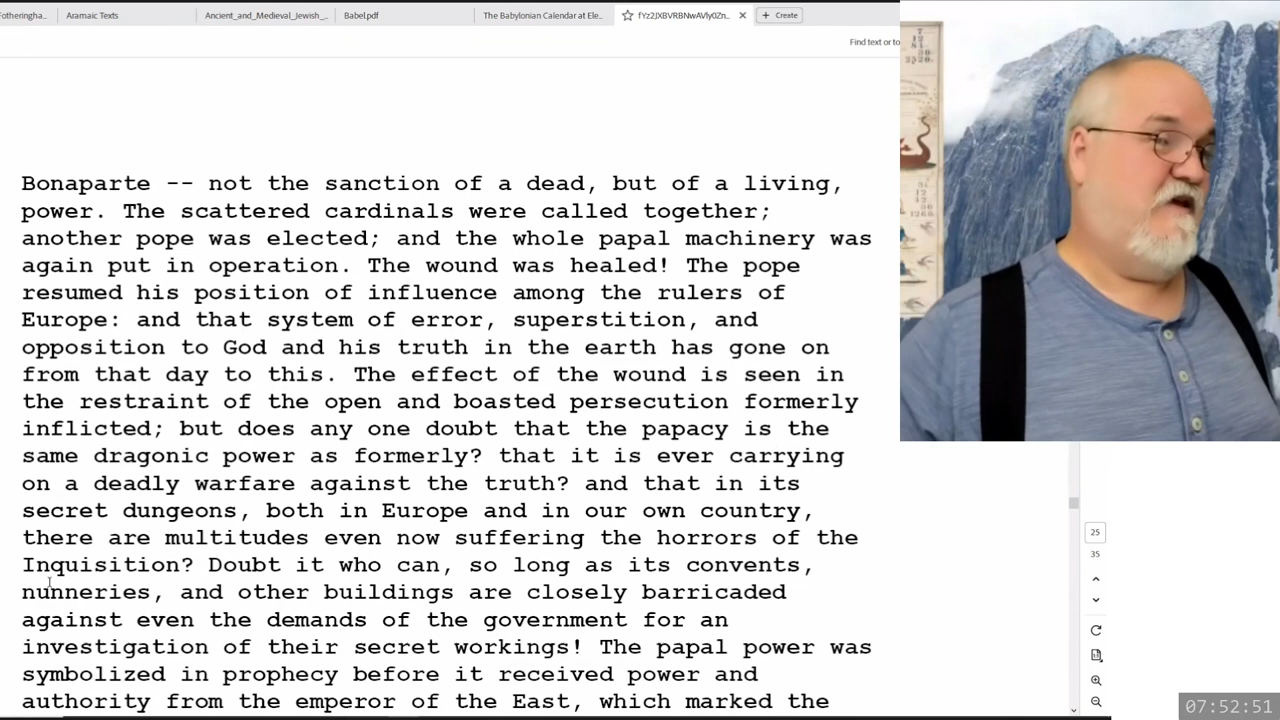 Fotheringha...
Aramaic Texts
Ancient_and_Medieval_Jewish_...
Babel.pdf
The Babylonian Calendar at Ele...
fYz2JXBVRBNwAVly0Zn...
Create
Find text or to
Bonaparte -- not the sanction of a dead, but of a living,
power. The scattered cardinals were called together;
another pope was elected; and the whole papal machinery was
again put in operation. The wound was healed! The pope
resumed his position of influence among the rulers of
Europe: and that system of error, superstition, and
opposition to God and his truth in the earth has gone on
from that day to this. The effect of the wound is seen in
the restraint of the open and boasted persecution formerly
inflicted; but does any one doubt that the papacy is the
same dragonic power as formerly? that it is ever carrying
on a deadly warfare against the truth? and that in its
secret dungeons, both in Europe and in our own country,
there are multitudes even now suffering the horrors of the
Inquisition? Doubt it who can, so long as its convents,
nunneries, and other buildings are closely barricaded
against even the demands of the government for an
investigation of their secret workings! The papal power was
symbolized in prophecy before it received power and
authority from the emperor of the East, which marked the
25
35
7
12
84
30
2520.
1260.
07:52:51